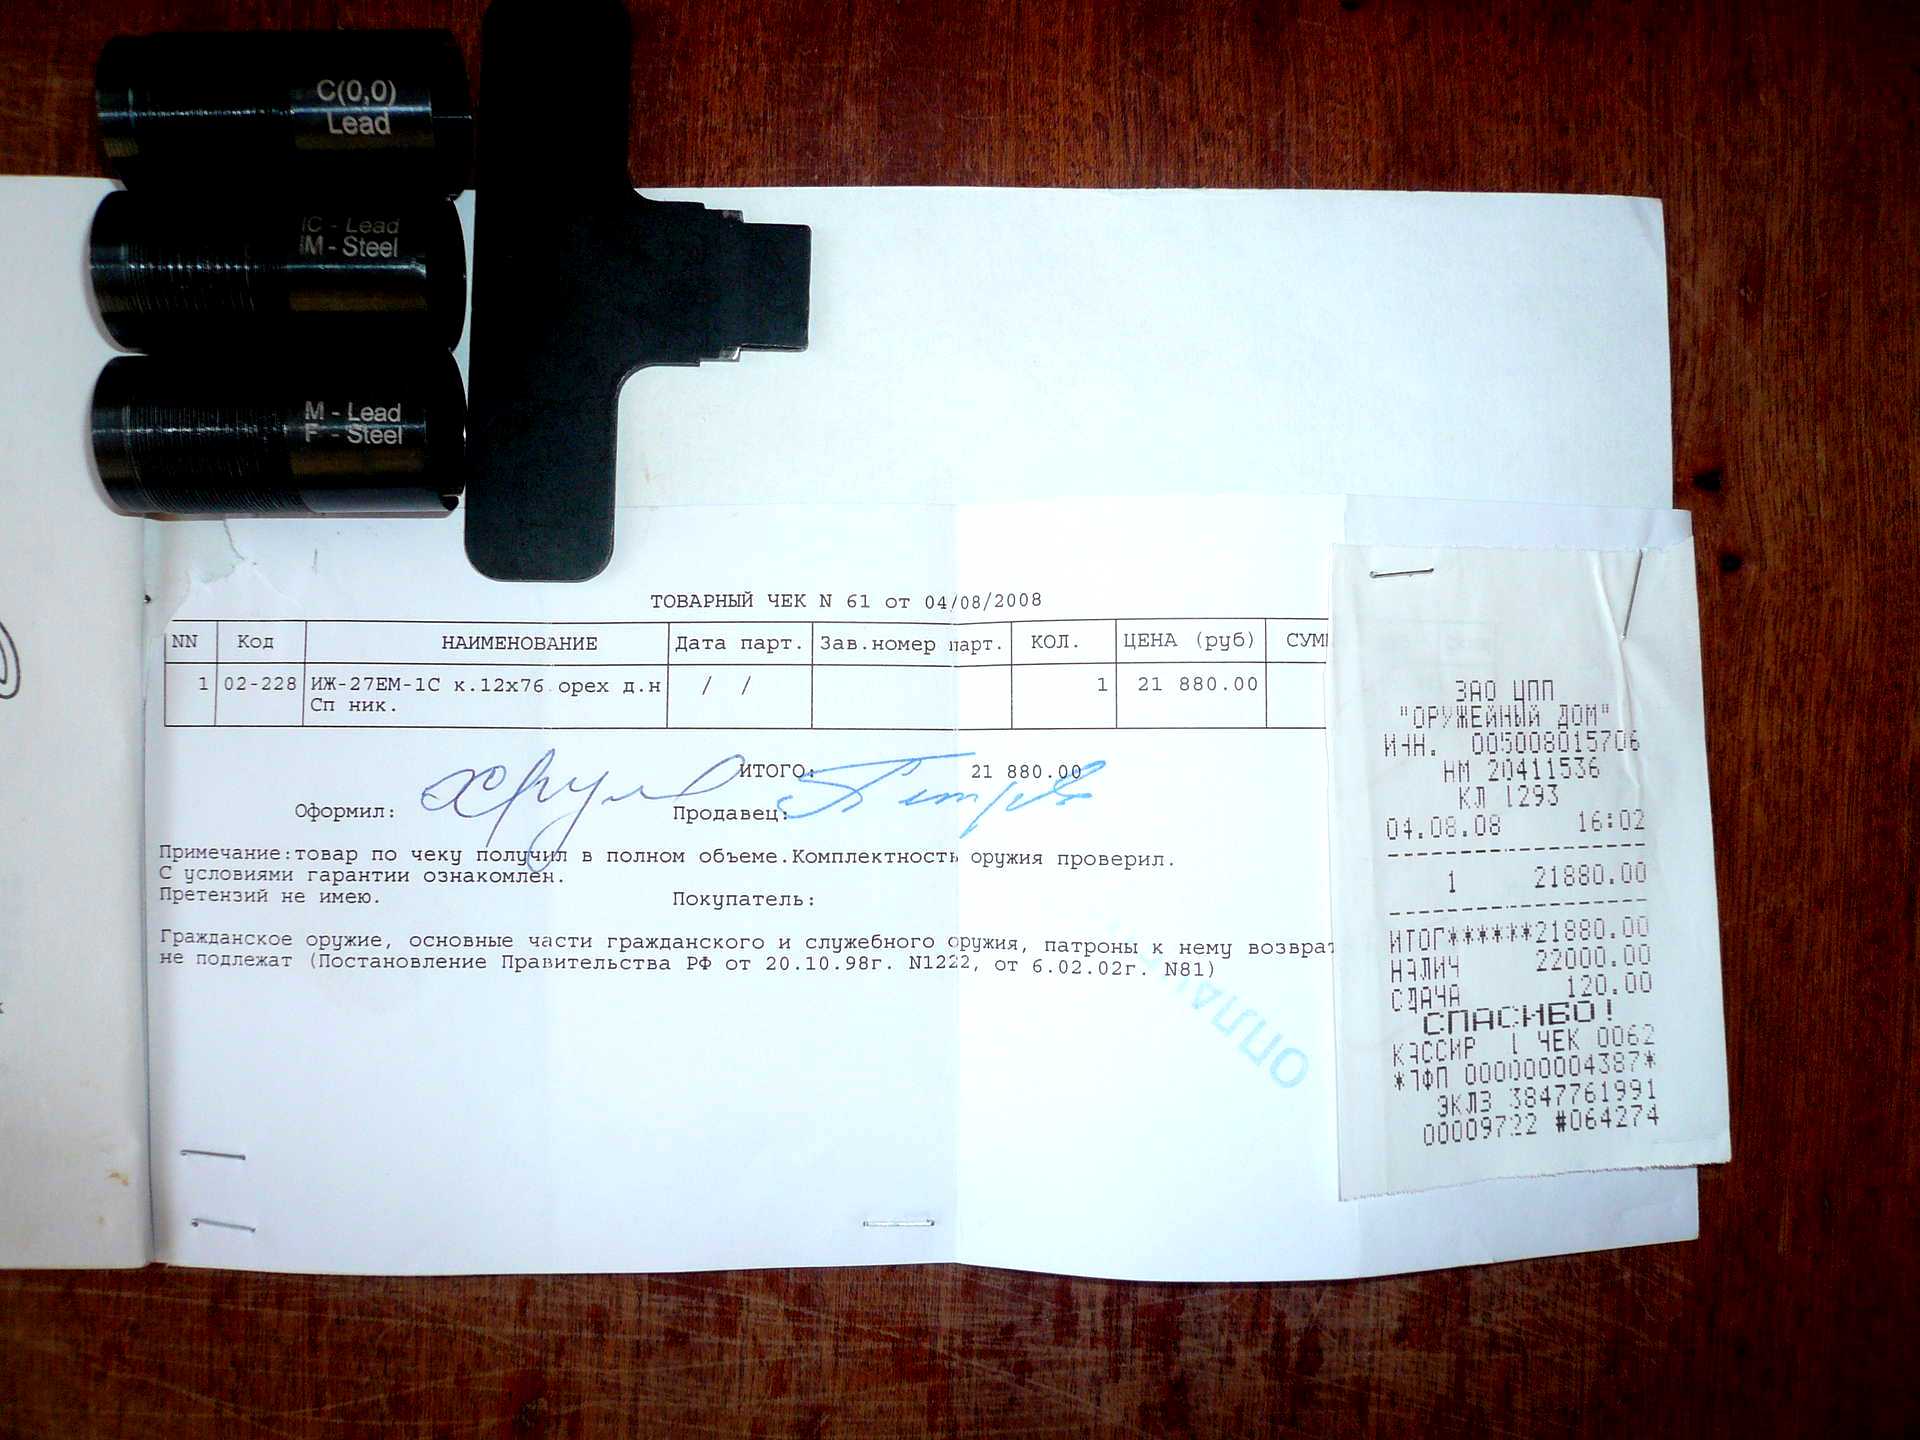 C(0,0)
Lead
IC - Lead
IM - Steel
M - Lead
F - Steel
ТОВАРНЫЙ ЧЕК N 61 от 04/08/2008
NN Код НАИМЕНОВАНИЕ Дата парт. Зав.номер парт. КОЛ. ЦЕНА (руб)
1 02-228 ИЖ-27ЕМ-1С к.12х76 орех д.н / / 1 21 880.00
Сп ник.
ИТОГО: 21 880.00
Оформил: Продавец:
Примечание:товар по чеку получил в полном объеме.Комплектность оружия проверил.
С условиями гарантии ознакомлен.
Претензий не имею. Покупатель:
Гражданское оружие, основные части гражданского и служебного оружия, патроны к нему возврат
не подлежат (Постановление Правительства РФ от 20.10.98г. N1222, от 6.02.02г. N81)
ЗАО ЦПП
"ОРУЖЕЙНЫЙ ДОМ"
ИНН. 005008015706
НМ 20411536
КЛ 1293
04.08.08 16:02
1 21880.00
ИТОГ******21880.00
НАЛИЧ 22000.00
СДАЧА 120.00
СПАСИБО!
КАССИР 1 ЧЕК 0062
*ПФП 000000004387*
ЭКЛЗ 3847761991
00009722 #064274